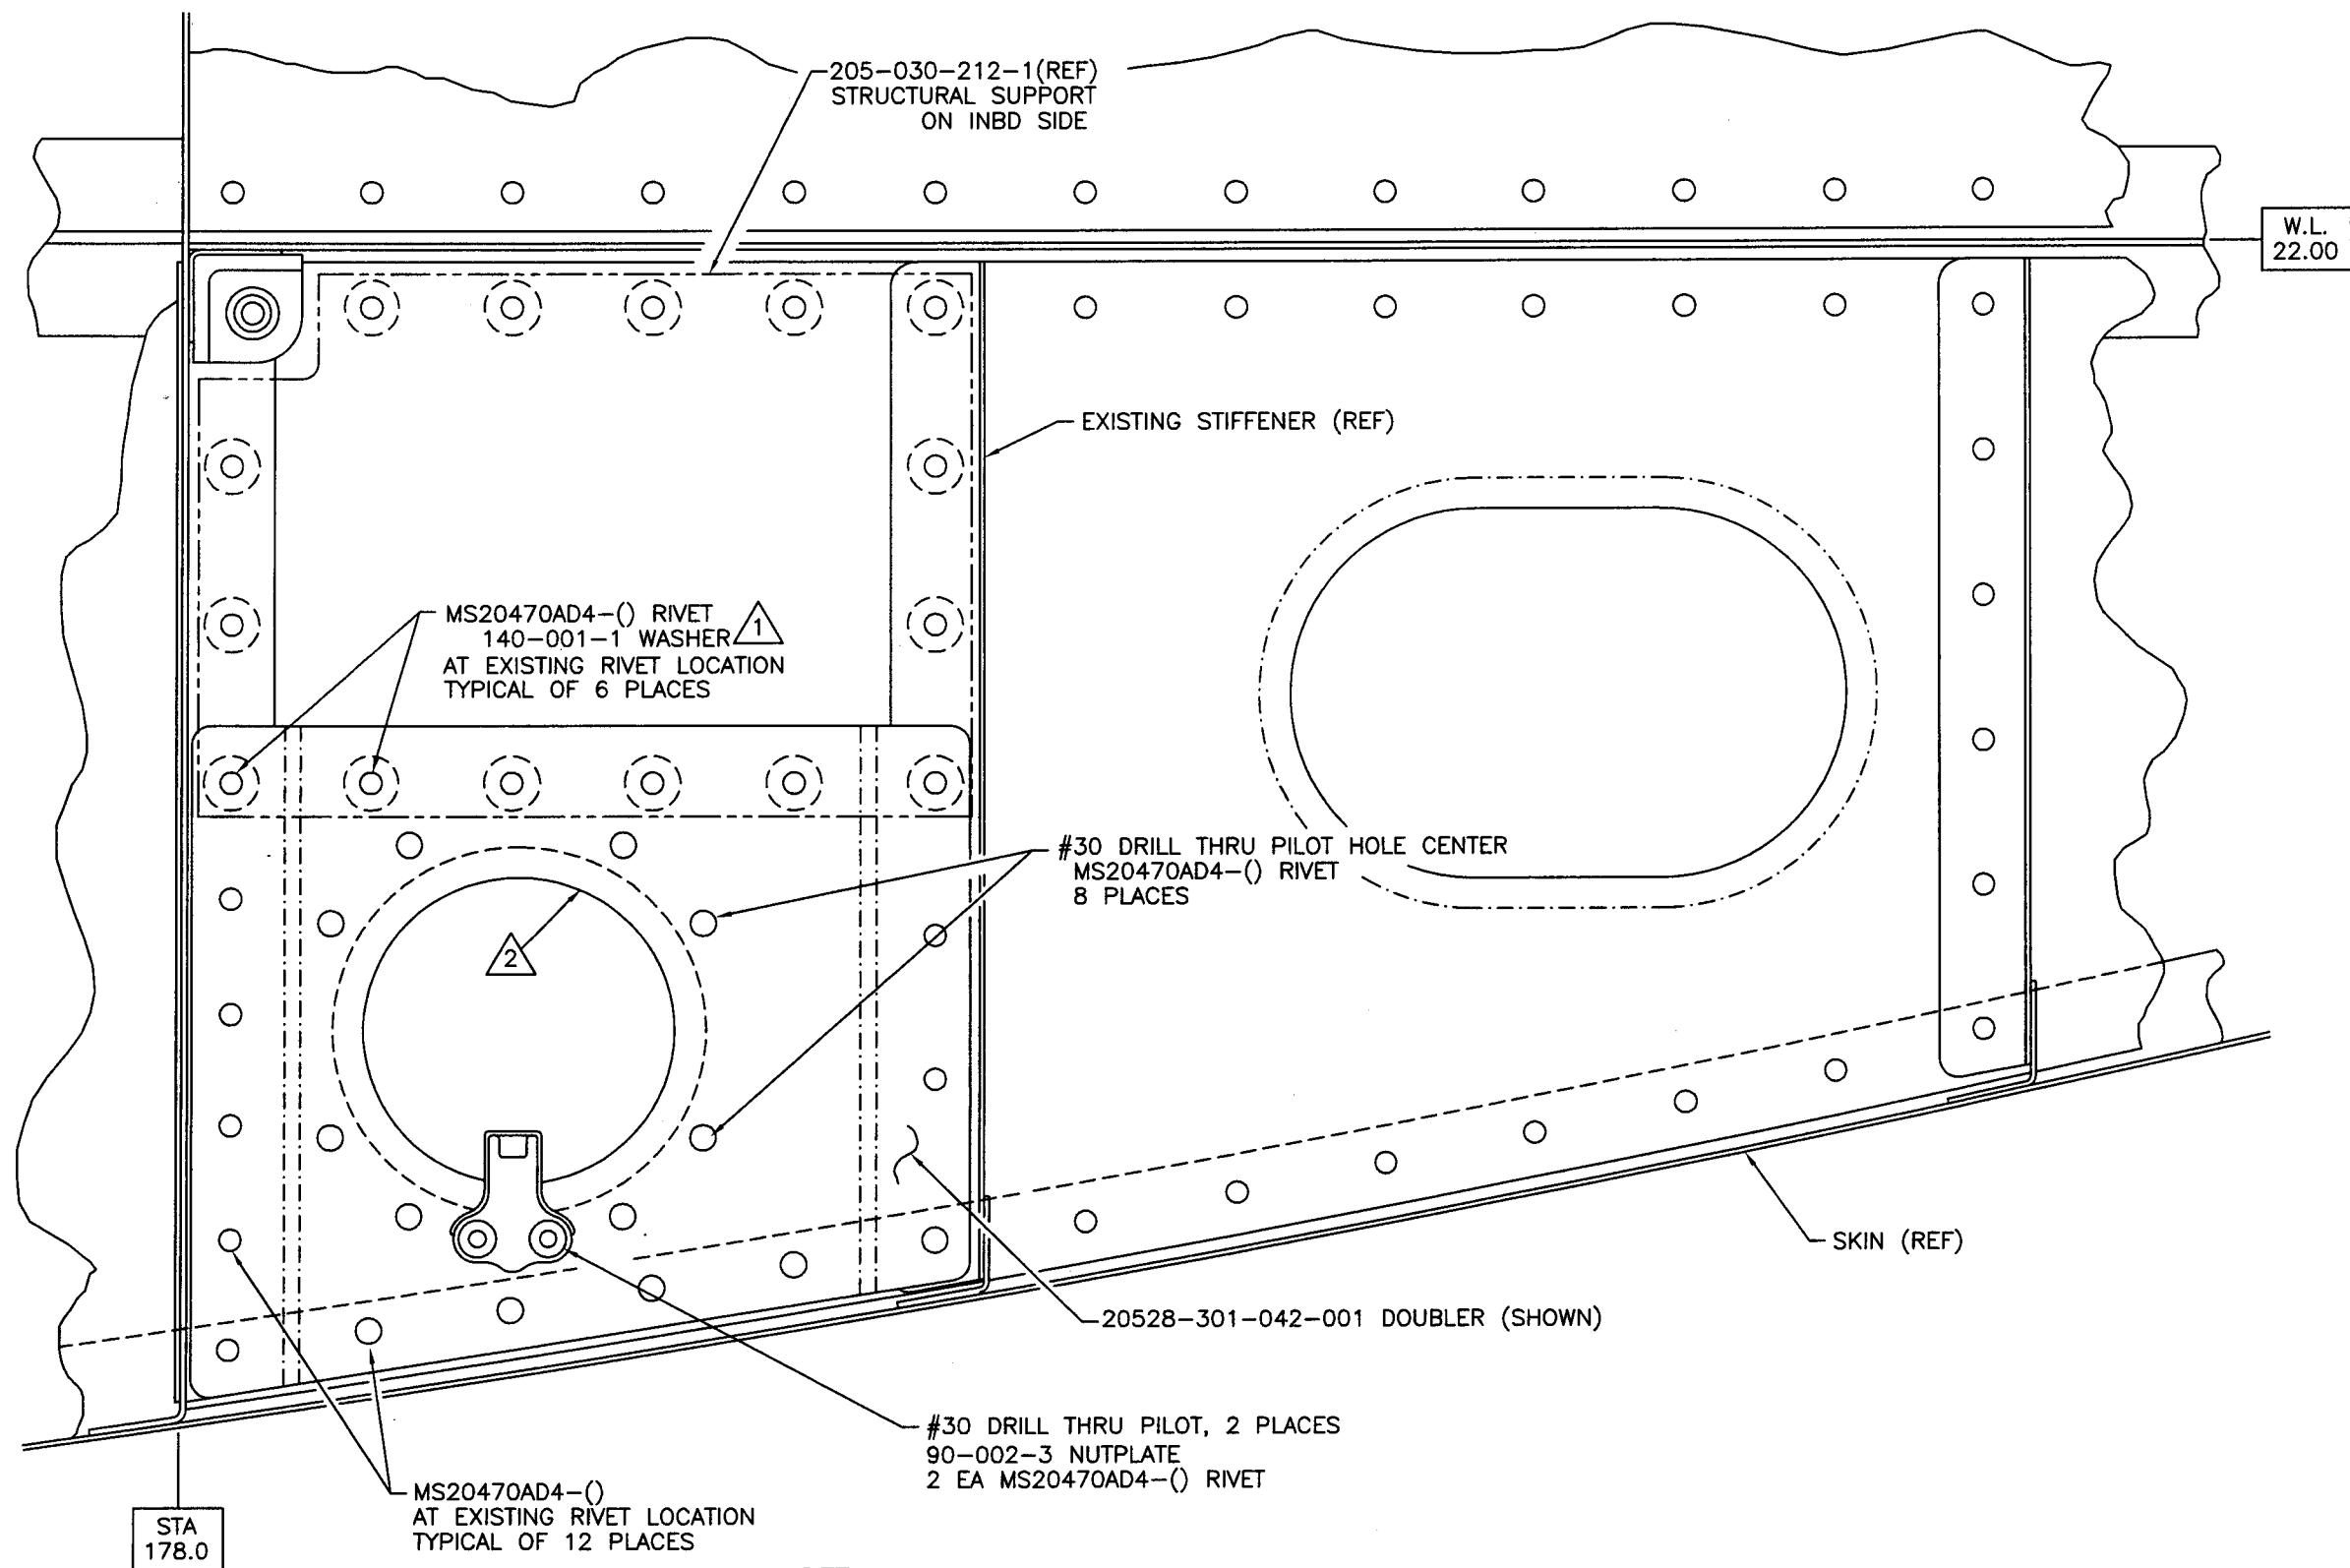 205-030-212-1(REF)
STRUCTURAL SUPPORT
ON INBD SIDE
W.L.
22.00
EXISTING STIFFENER (REF)
MS20470AD4-() RIVET
140-001-1 WASHER 1
AT EXISTING RIVET LOCATION
TYPICAL OF 6 PLACES
#30 DRILL THRU PILOT HOLE CENTER
MS20470AD4-() RIVET
8 PLACES
2
SKIN (REF)
20528-301-042-001 DOUBLER (SHOWN)
#30 DRILL THRU PILOT, 2 PLACES
90-002-3 NUTPLATE
2 EA MS20470AD4-() RIVET
MS20470AD4-()
AT EXISTING RIVET LOCATION
TYPICAL OF 12 PLACES
STA
178.0